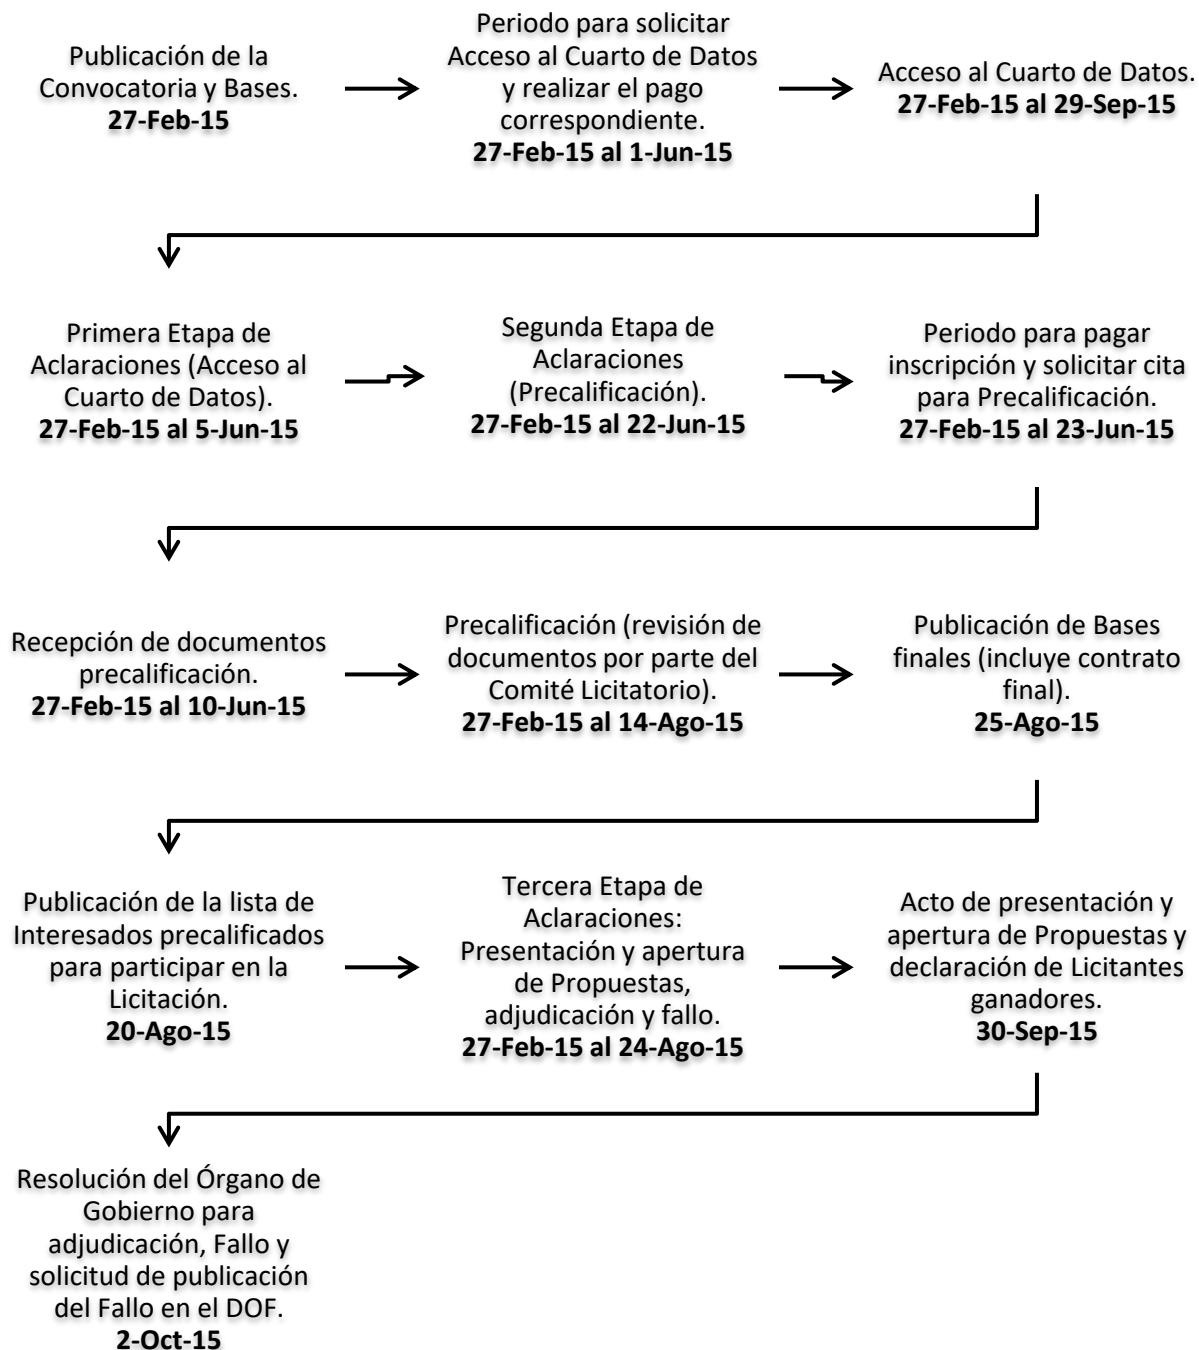 Publicación de la
Convocatoria y Bases.
27-Feb-15
Periodo para solicitar
Acceso al Cuarto de Datos
y realizar el pago
correspondiente.
27-Feb-15 al 1-Jun-15
Acceso al Cuarto de Datos.
27-Feb-15 al 29-Sep-15
Primera Etapa de
Aclaraciones (Acceso al
Cuarto de Datos).
27-Feb-15 al 5-Jun-15
Segunda Etapa de
Aclaraciones
(Precalificación).
27-Feb-15 al 22-Jun-15
Periodo para pagar
inscripción y solicitar cita
para Precalificación.
27-Feb-15 al 23-Jun-15
Recepción de documentos
precalificación.
27-Feb-15 al 10-Jun-15
Precalificación (revisión de
documentos por parte del
Comité Licitatorio).
27-Feb-15 al 14-Ago-15
Publicación de Bases
finales (incluye contrato
final).
25-Ago-15
Publicación de la lista de
Interesados precalificados
para participar en la
Licitación.
20-Ago-15
Tercera Etapa de
Aclaraciones:
Presentación y apertura
de Propuestas,
adjudicación y fallo.
27-Feb-15 al 24-Ago-15
Acto de presentación y
apertura de Propuestas y
declaración de Licitantes
ganadores.
30-Sep-15
Resolución del Órgano de
Gobierno para
adjudicación, Fallo y
solicitud de publicación
del Fallo en el DOF.
2-Oct-15